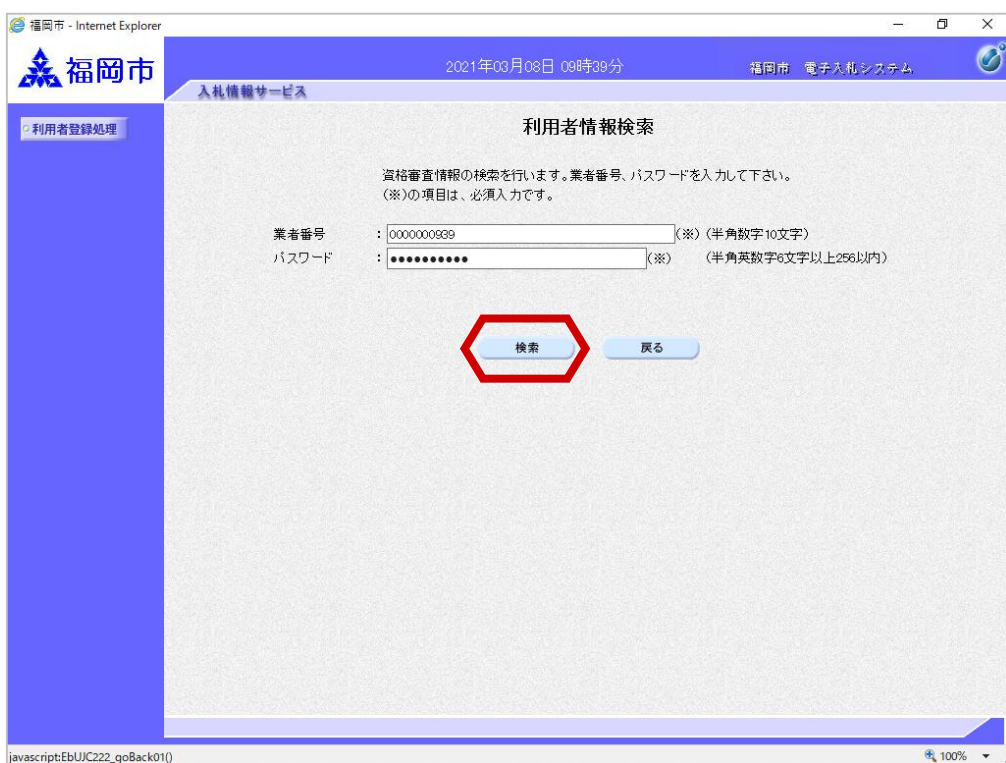 福岡市 - Internet Explorer
福岡市
2021年03月08日 09時39分
福岡市 電子入札システム
入札情報サービス
利用者登録処理
利用者情報検索
資格審査情報の検索を行います。業者番号、パスワードを入力して下さい。
(※)の項目は、必須入力です。
業者番号 : 0000000939 (※) (半角数字10文字)
パスワード : ●●●●●●●●●● (※) (半角英数字6文字以上256以内)
検索 戻る
javascript:EbUJC222_goBack01()
100%